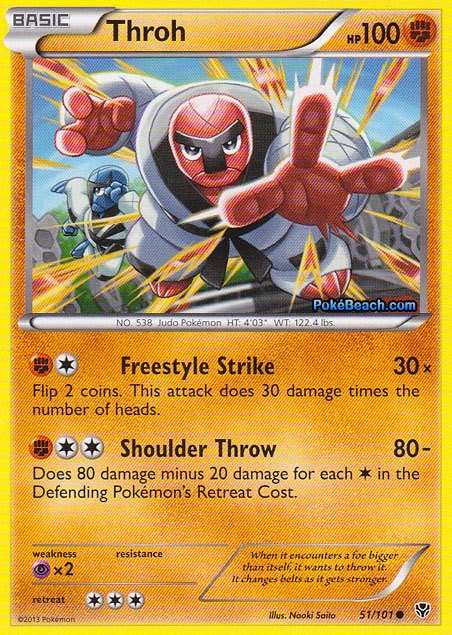 BASIC
Throh
HP100
PokéBeach.com
NO. 538 Judo Pokémon HT: 4'03" WT: 122.4 lbs.
Freestyle Strike 30×
Flip 2 coins. This attack does 30 damage times
the number of heads.
Shoulder Throw 80-
Does 80 damage minus 20 damage for each in the
Defending Pokémon's Retreat Cost.
weakness resistance
×2
When it encounters a foe bigger
than itself, it wants to throw it.
It changes belts as it gets stronger.
retreat
©2013 Pokémon
Illus. Naoki Saito
51/101